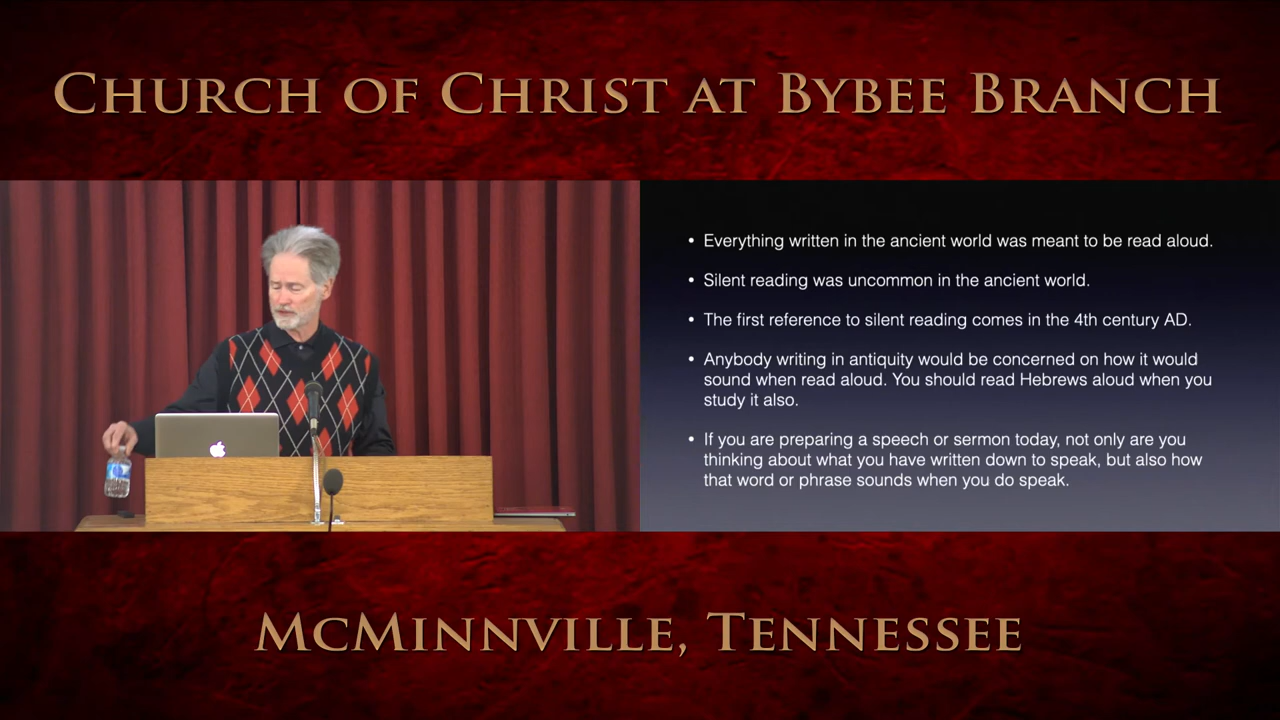 CHURCH OF CHRIST AT BYBEE BRANCH
• Everything written in the ancient world was meant to be read aloud.
• Silent reading was uncommon in the ancient world.
• The first reference to silent reading comes in the 4th century AD.
• Anybody writing in antiquity would be concerned on how it would
sound when read aloud. You should read Hebrews aloud when you
study it also.
• If you are preparing a speech or sermon today, not only are you
thinking about what you have written down to speak, but also how
that word or phrase sounds when you do speak.
MCMINNVILLE, TENNESSEE